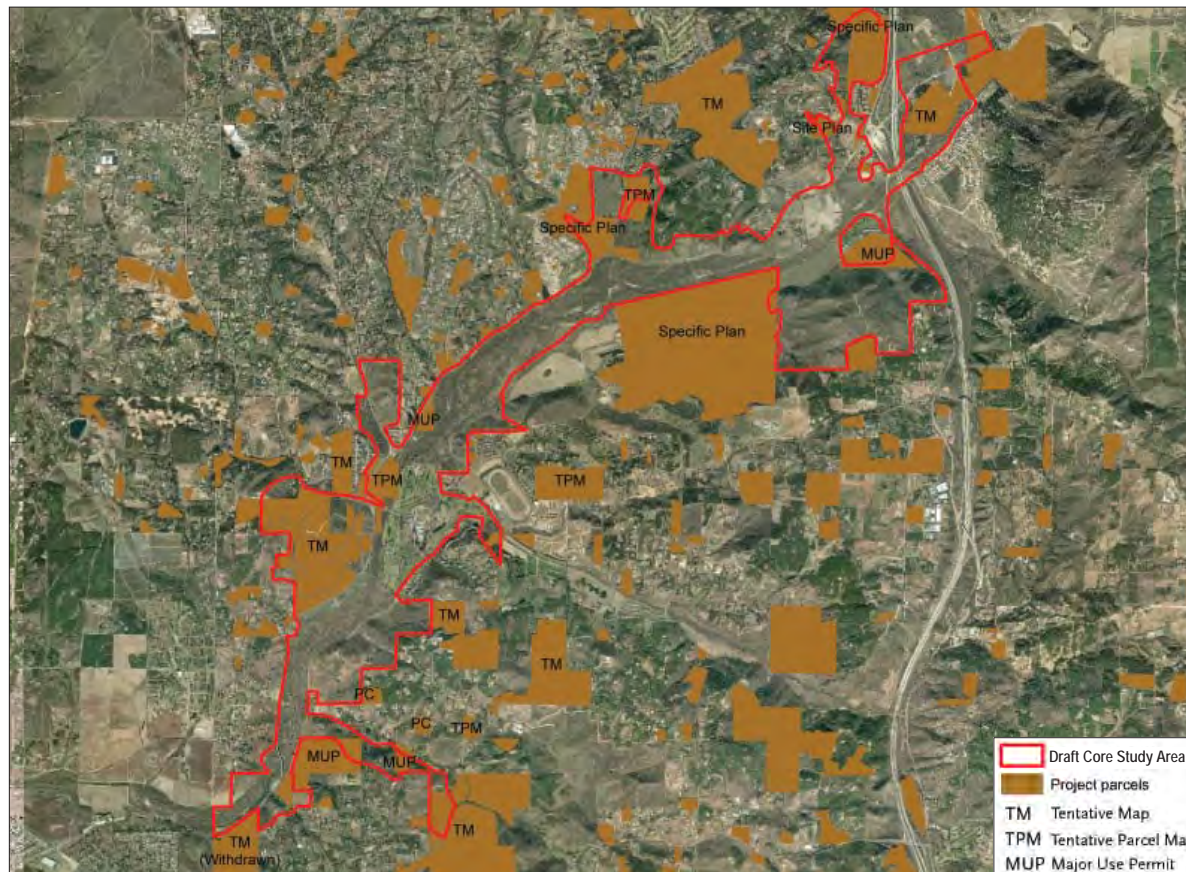 Specific Plan
TM
TM
Site Plan
TPM
Specific Plan
MUP
Specific Plan
MUP
TM
TPM
TPM
TM
TM
TM
PC
PC
TPM
MUP
MUP
TM
TM
(Withdrawn)
Draft Core Study Area
Project parcels
TM Tentative Map
TPM Tentative Parcel Ma
MUP Major Use Permit